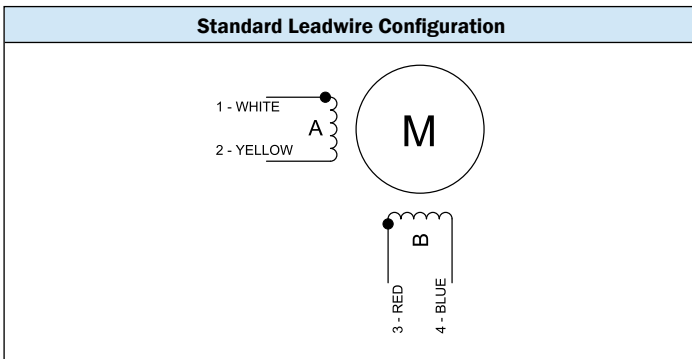 Standard Leadwire Configuration
1 - WHITE
A
2 - YELLOW
M
B
3 - RED
4 - BLUE